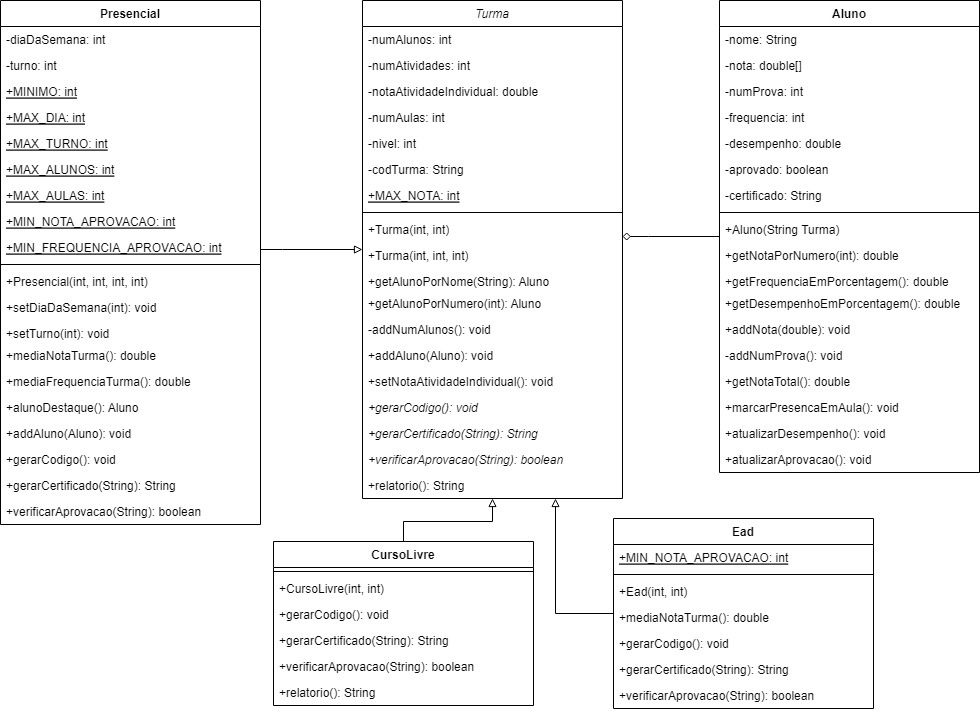 Presencial
-diaDaSemana: int
-turno: int
+MINIMO: int
+MAX_DIA: int
+MAX_TURNO: int
+MAX_ALUNOS: int
+MAX_AULAS: int
+MIN_NOTA_APROVACAO: int
+MIN_FREQUENCIA_APROVACAO: int
+Presencial(int, int, int, int)
+setDiaDaSemana(int): void
+setTurno(int): void
+mediaNotaTurma(): double
+mediaFrequenciaTurma(): double
+alunoDestaque(): Aluno
+addAluno(Aluno): void
+gerarCodigo(): void
+gerarCertificado(String): String
+verificarAprovacao(String): boolean
Turma
-numAlunos: int
-numAtividades: int
-notaAtividadeIndividual: double
-numAulas: int
-nivel: int
-codTurma: String
+MAX_NOTA: int
+Turma(int, int)
+Turma(int, int, int)
+getAlunoPorNome(String): Aluno
+getAlunoPorNumero(int): Aluno
-addNumAlunos(): void
+addAluno(Aluno): void
+setNotaAtividadeIndividual(): void
+gerarCodigo(): void
+gerarCertificado(String): String
+verificarAprovacao(String): boolean
+relatorio(): String
Aluno
-nome: String
-nota: double[]
-numProva: int
-frequencia: int
-desempenho: double
-aprovado: boolean
-certificado: String
+Aluno(String Turma)
+getNotaPorNumero(int): double
+getFrequenciaEmPorcentagem(): double
+getDesempenhoEmPorcentagem(): double
+addNota(double): void
-addNumProva(): void
+getNotaTotal(): double
+marcarPresencaEmAula(): void
+atualizarDesempenho(): void
+atualizarAprovacao(): void
CursoLivre
+CursoLivre(int, int)
+gerarCodigo(): void
+gerarCertificado(String): String
+verificarAprovacao(String): boolean
+relatorio(): String
Ead
+MIN_NOTA_APROVACAO: int
+Ead(int, int)
+mediaNotaTurma(): double
+gerarCodigo(): void
+gerarCertificado(String): String
+verificarAprovacao(String): boolean